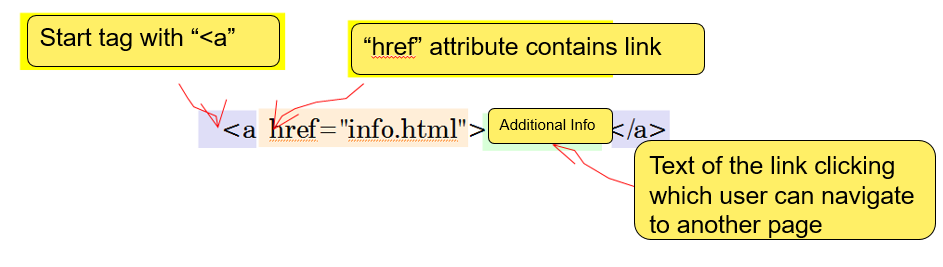 Start tag with “<a”
“href” attribute contains link
<a href="info.html"> Additional Info </a>
Text of the link clicking
which user can navigate
to another page